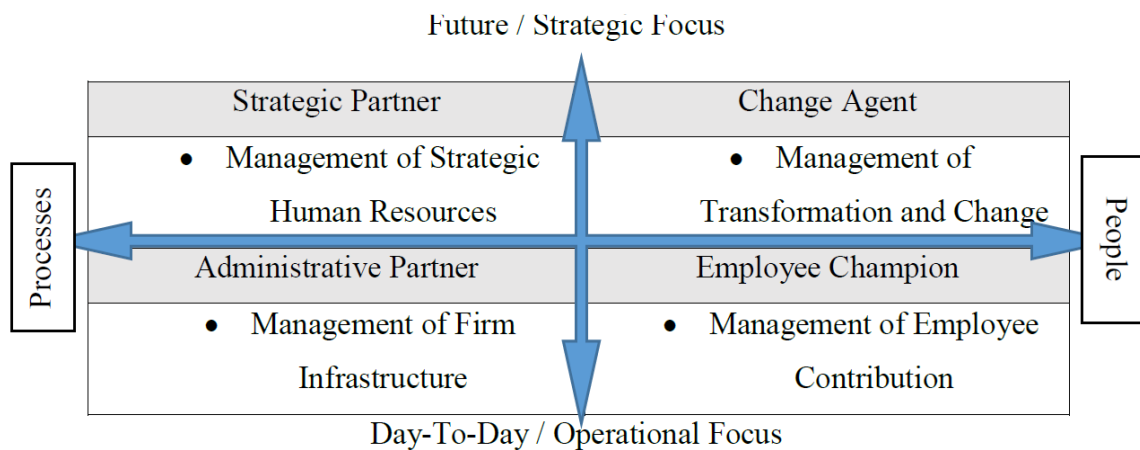 Future / Strategic Focus
Strategic Partner
Change Agent
• Management of Strategic
Human Resources
• Management of
Transformation and Change
Processes
People
Administrative Partner
Employee Champion
• Management of Firm
Infrastructure
• Management of Employee
Contribution
Day-To-Day / Operational Focus